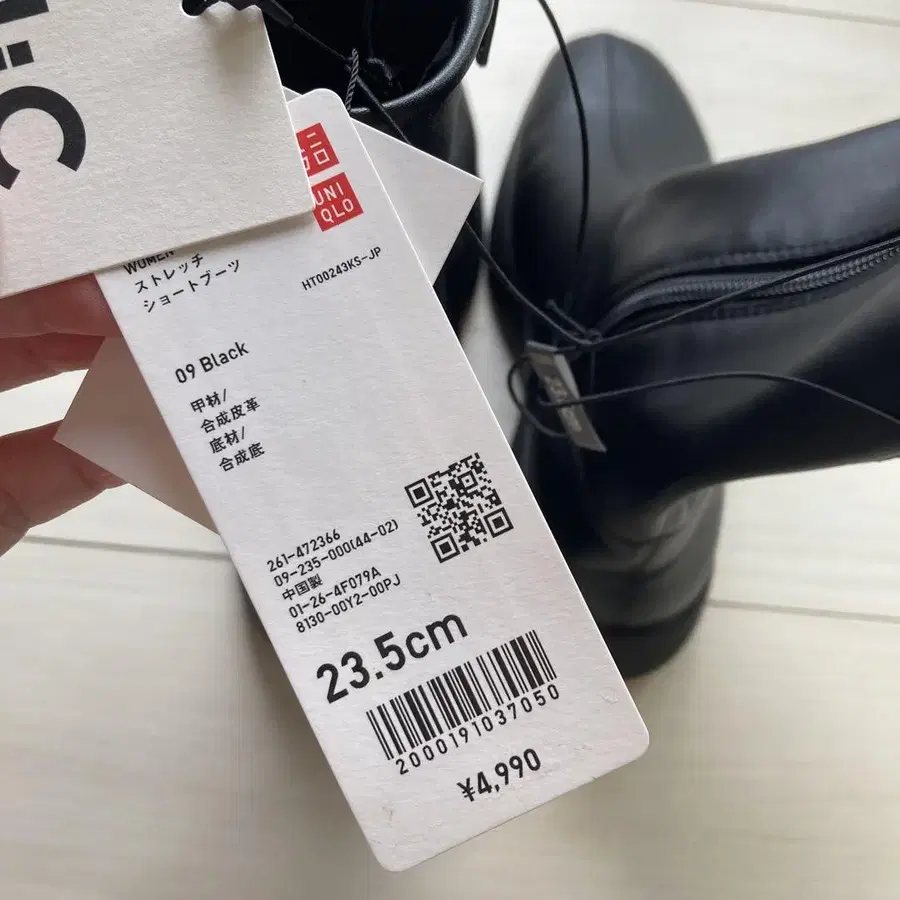 WOMEN
ストレッチ
ショートブーツ
UNI
QLO
HT00243KS-JP
09 Black
甲材/
合成皮革
底材/
合成底
261-472366
09-235-000(44-02)
中国製
01-26-4F079A
8130-00Y2-00PJ
23.5cm
2000191037050
¥4,990